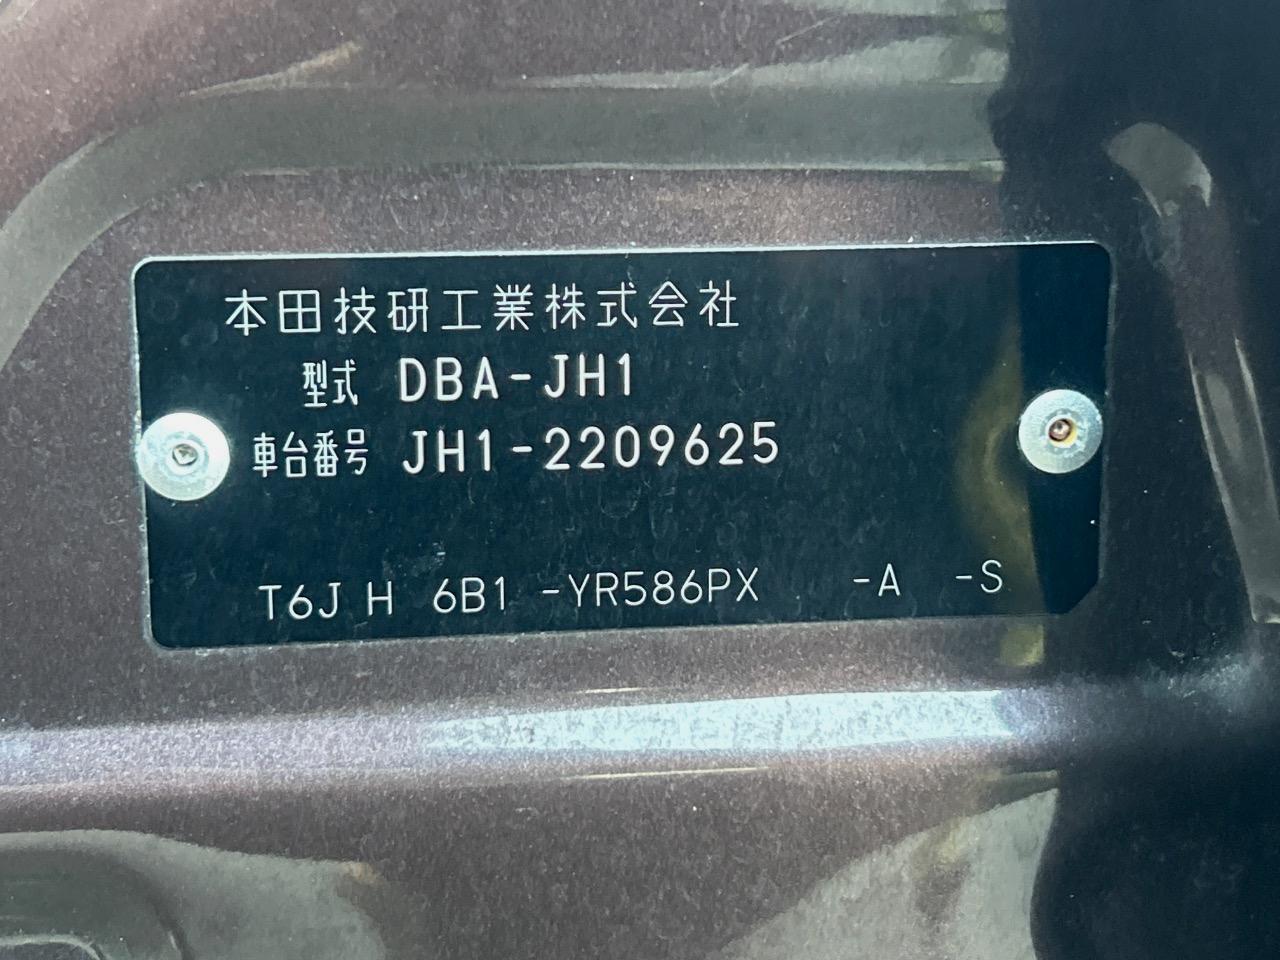 本田技研工業株式会社
型式 DBA-JH1
車台番号 JH1-2209625
T6J H 6B1 -YR586PX -A -S